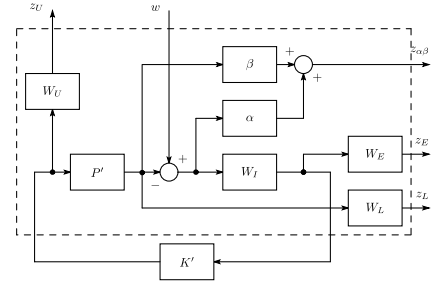 z_U
w
+
β
+
z_{αβ}
W_U
α
+
P'
−
W_I
W_E
z_E
W_L
z_L
K'